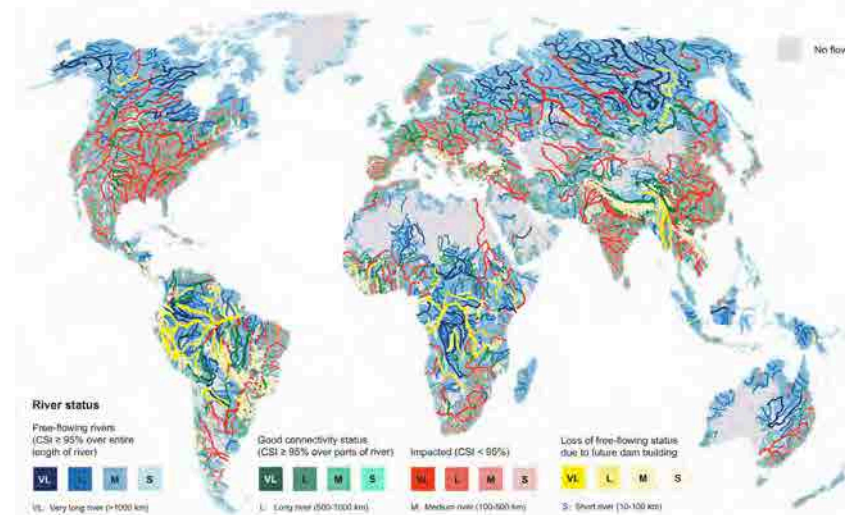 No flow
River status
Free-flowing rivers
(CSI ≥ 95% over entire
length of river)
VL L M S
Good connectivity status
(CSI ≥ 95% over parts of river)
VL L M S
Impacted (CSI < 95%)
VL L M S
Loss of free-flowing status
due to future dam building
VL L M S
VL: Very long river (>1000 km)
L: Long river (500-1000 km)
M: Medium river (100-500 km)
S: Short river (10-100 km)